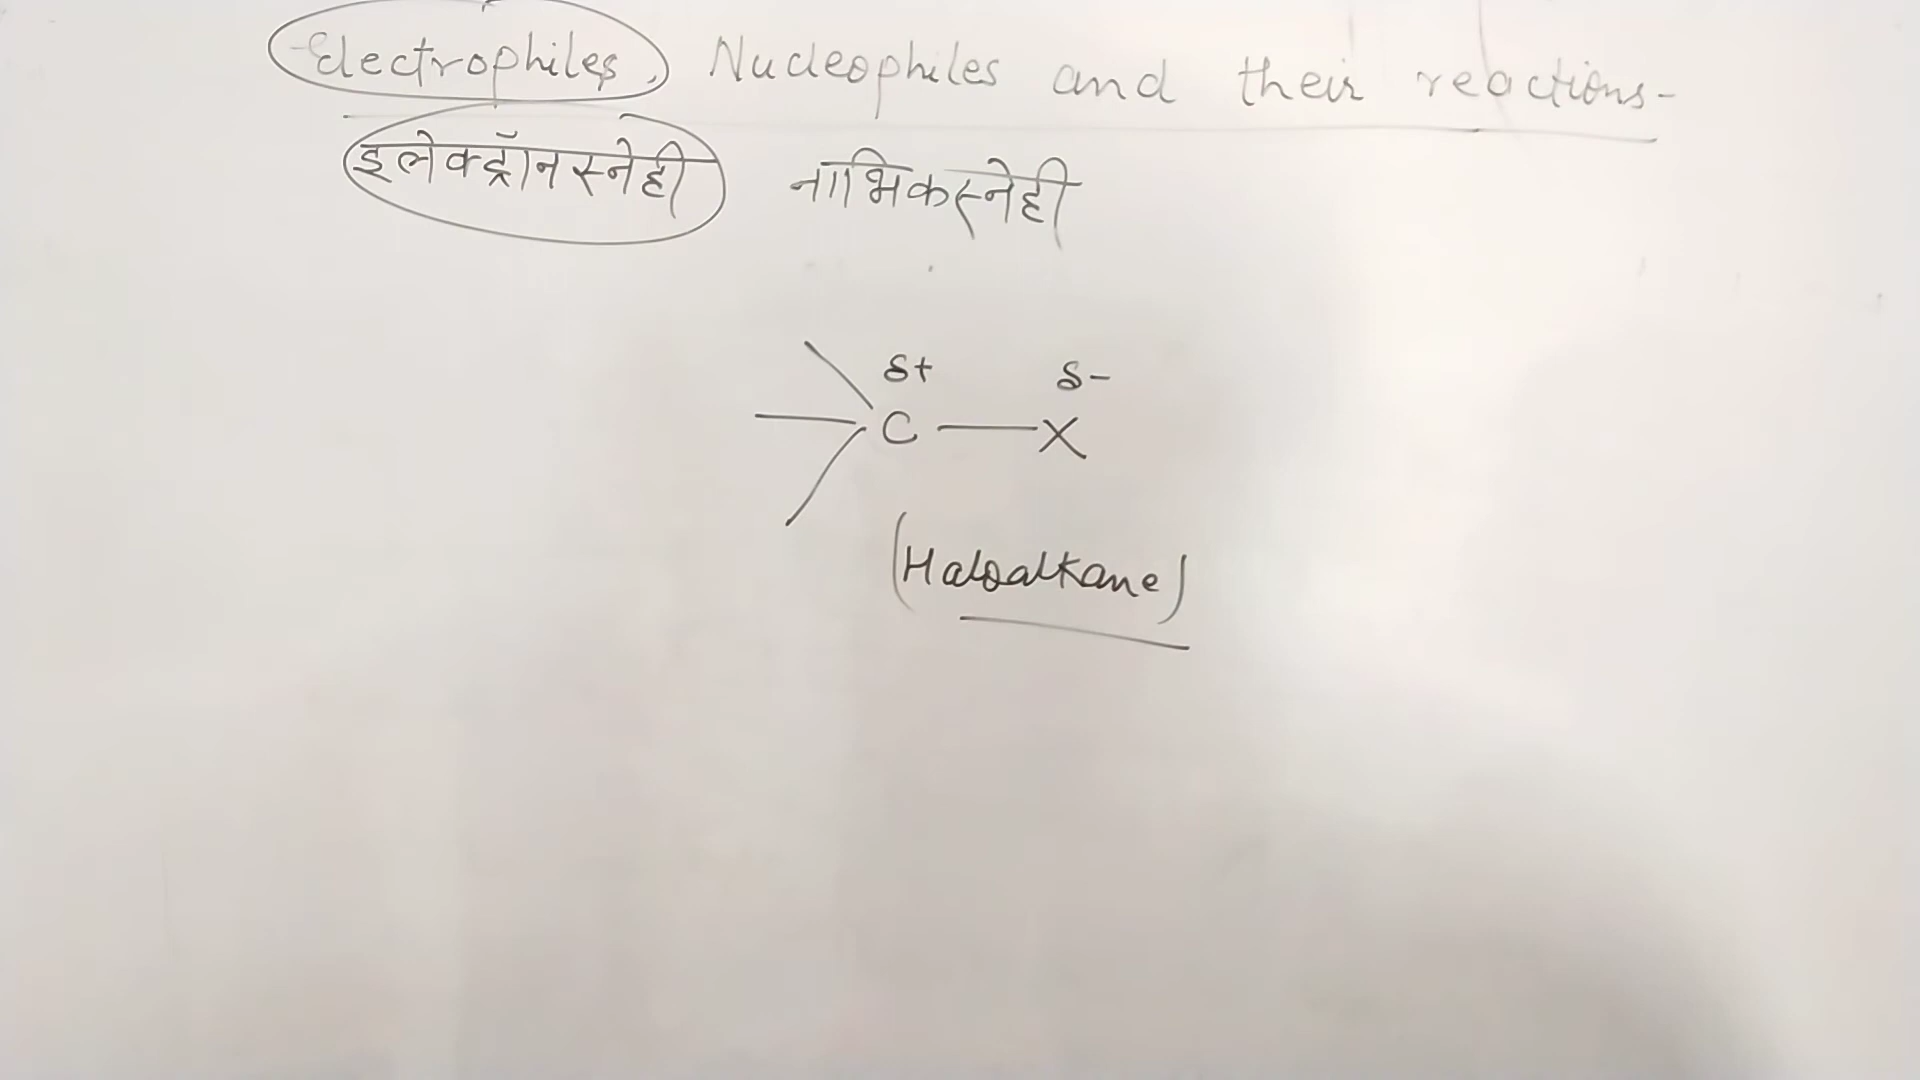 Electrophiles, Nucleophiles and their reactions-
इलेक्ट्रॉनस्नेही नाभिकस्नेही
δ+ δ-
C — X
(Haloalkane)